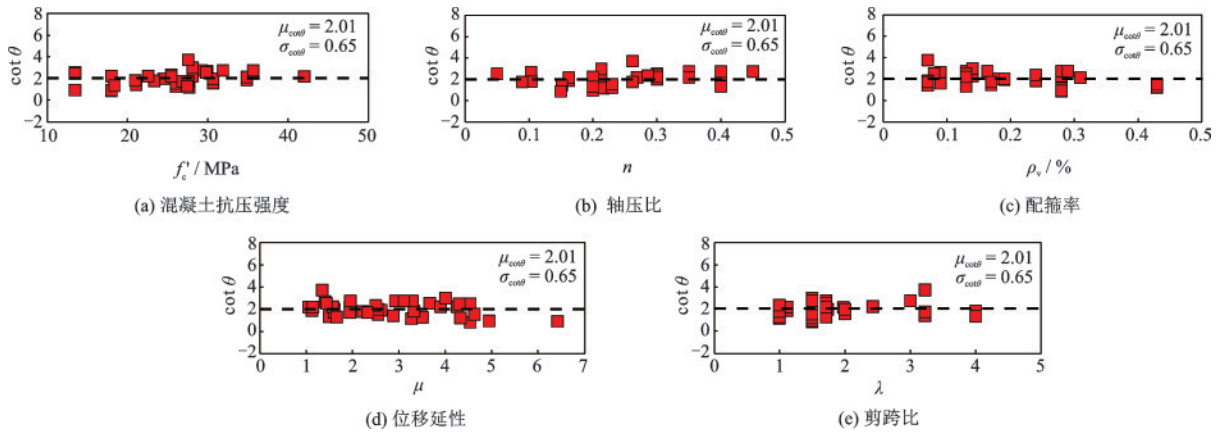 cot θ
8
6
4
2
0
−2
10
20
30
40
50
μcotθ = 2.01
σcotθ = 0.65
f'c / MPa
(a) 混凝土抗压强度
cot θ
8
6
4
2
0
−2
0
0.1
0.2
0.3
0.4
0.5
μcotθ = 2.01
σcotθ = 0.65
n
(b) 轴压比
cot θ
8
6
4
2
0
−2
0
0.1
0.2
0.3
0.4
0.5
μcotθ = 2.01
σcotθ = 0.65
ρv / %
(c) 配箍率
cot θ
8
6
4
2
0
−2
0
1
2
3
4
5
6
7
μcotθ = 2.01
σcotθ = 0.65
μ
(d) 位移延性
cot θ
8
6
4
2
0
−2
0
1
2
3
4
5
μcotθ = 2.01
σcotθ = 0.65
λ
(e) 剪跨比